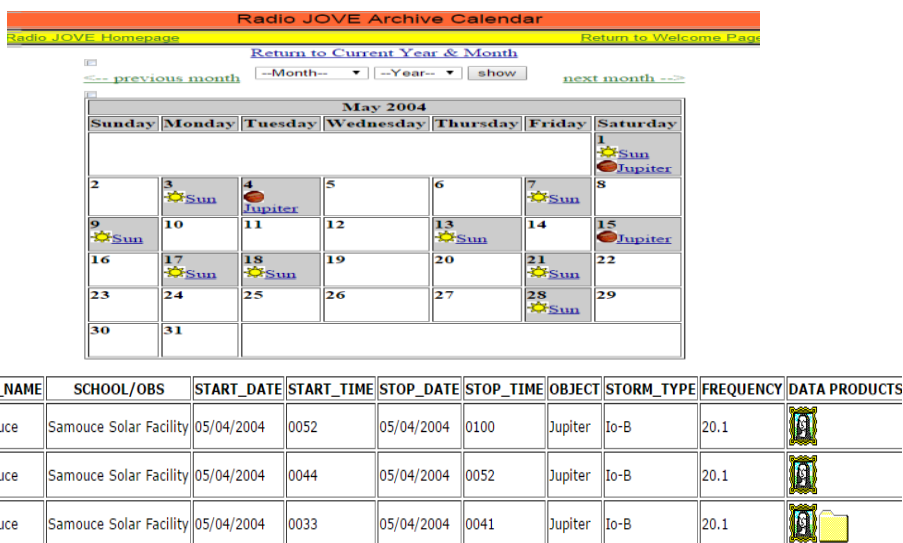 Radio JOVE Archive Calendar
Radio JOVE Homepage Return to Welcome Page
Return to Current Year & Month
<-- previous month --Month-- --Year-- show next month -->
May 2004
Sunday Monday Tuesday Wednesday Thursday Friday Saturday
1
Sun
Jupiter
2 3 Sun 4 Jupiter 5 6 7 Sun 8
9 Sun 10 11 12 13 Sun 14 15 Jupiter
16 17 Sun 18 Sun 19 20 21 Sun 22
23 24 25 26 27 28 Sun 29
30 31
_NAME SCHOOL/OBS START_DATE START_TIME STOP_DATE STOP_TIME OBJECT STORM_TYPE FREQUENCY DATA PRODUCTS
uce Samouce Solar Facility 05/04/2004 0052 05/04/2004 0100 Jupiter Io-B 20.1
uce Samouce Solar Facility 05/04/2004 0044 05/04/2004 0052 Jupiter Io-B 20.1
uce Samouce Solar Facility 05/04/2004 0033 05/04/2004 0041 Jupiter Io-B 20.1